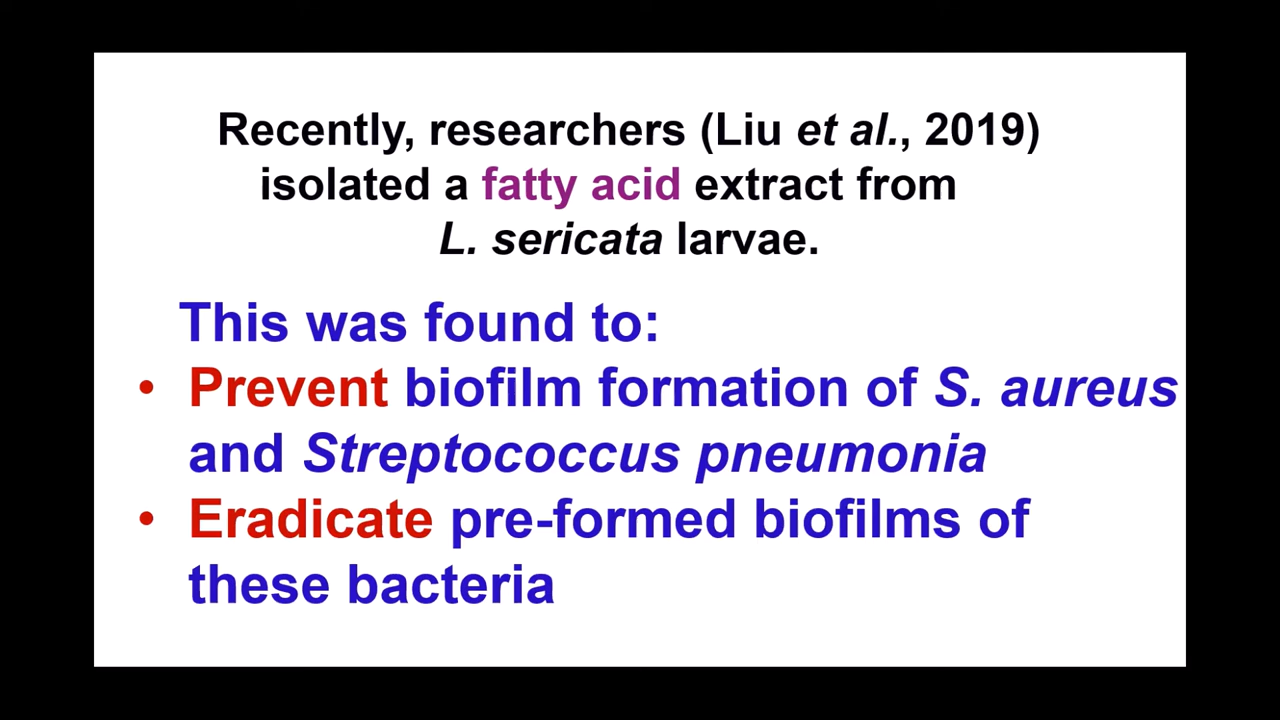 Recently, researchers (Liu et al., 2019)
isolated a fatty acid extract from
L. sericata larvae.
This was found to:
• Prevent biofilm formation of S. aureus
and Streptococcus pneumonia
• Eradicate pre-formed biofilms of
these bacteria